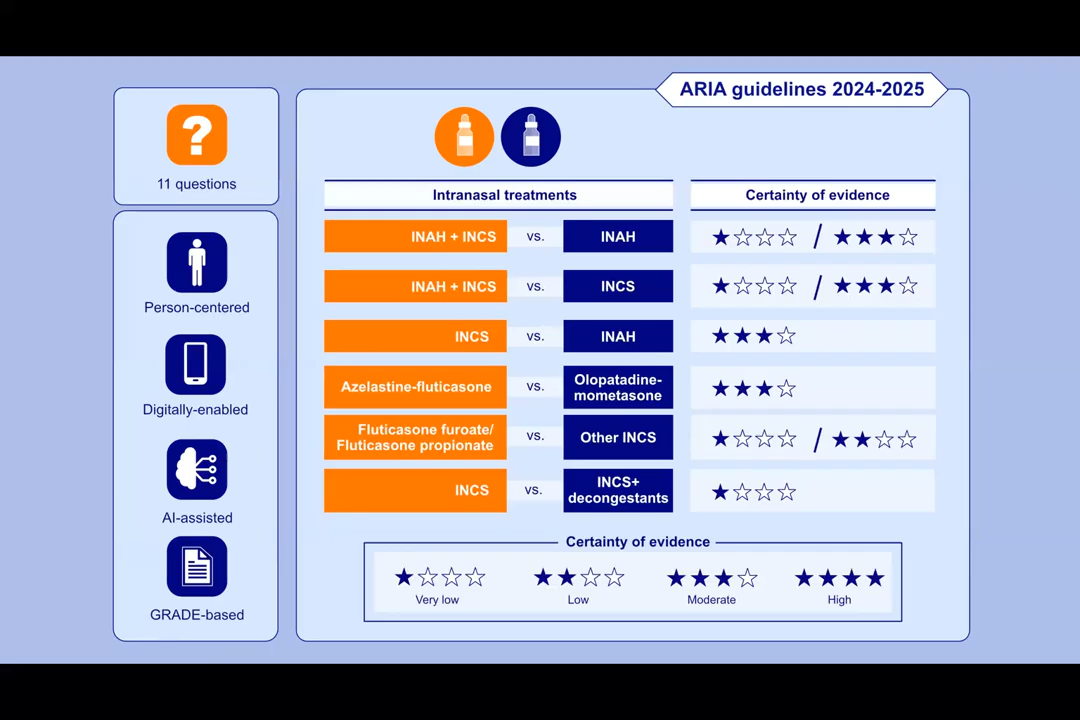 ARIA guidelines 2024-2025
?
11 questions
Person-centered
Digitally-enabled
AI-assisted
GRADE-based
Intranasal treatments
Certainty of evidence
INAH + INCS vs. INAH ★☆☆☆ / ★★★☆
INAH + INCS vs. INCS ★☆☆☆ / ★★★☆
INCS vs. INAH ★★★☆
Azelastine-fluticasone vs. Olopatadine-
mometasone ★★★☆
Fluticasone furoate/
Fluticasone propionate vs. Other INCS ★☆☆☆ / ★★☆☆
INCS vs. INCS+
decongestants ★☆☆☆
Certainty of evidence
★☆☆☆ ★★☆☆ ★★★☆ ★★★★
Very low Low Moderate High